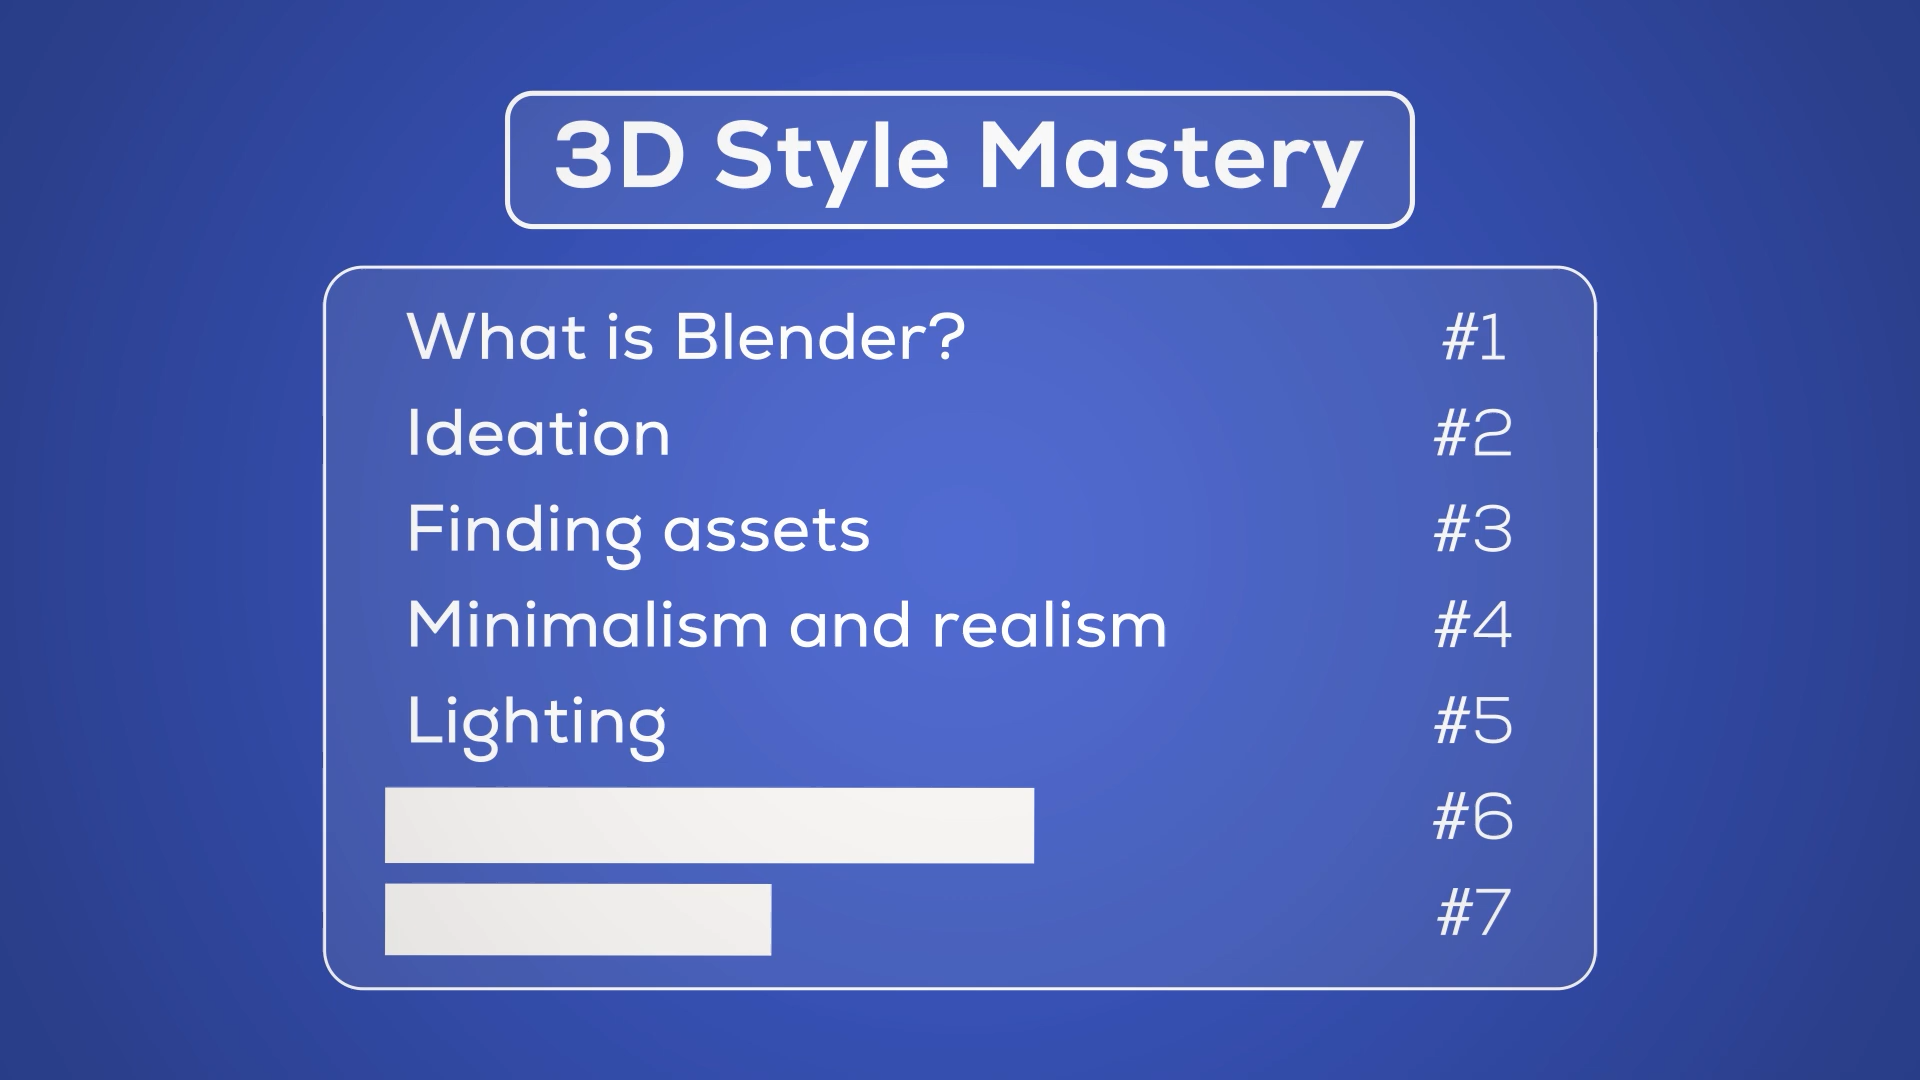 3D Style Mastery
What is Blender? #1
Ideation #2
Finding assets #3
Minimalism and realism #4
Lighting #5
#6
#7